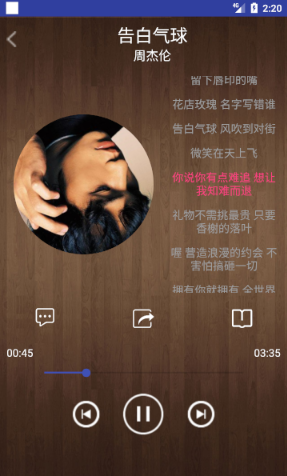 4G 2:20
告白气球
周杰伦
留下唇印的嘴
花店玫瑰 名字写错谁
告白气球 风吹到对街
微笑在天上飞
你说你有点难追 想让
我知难而退
礼物不需挑最贵 只要
香榭的落叶
喔 营造浪漫的约会 不
害怕搞砸一切
拥有你就拥有 全世界
00:45 03:35